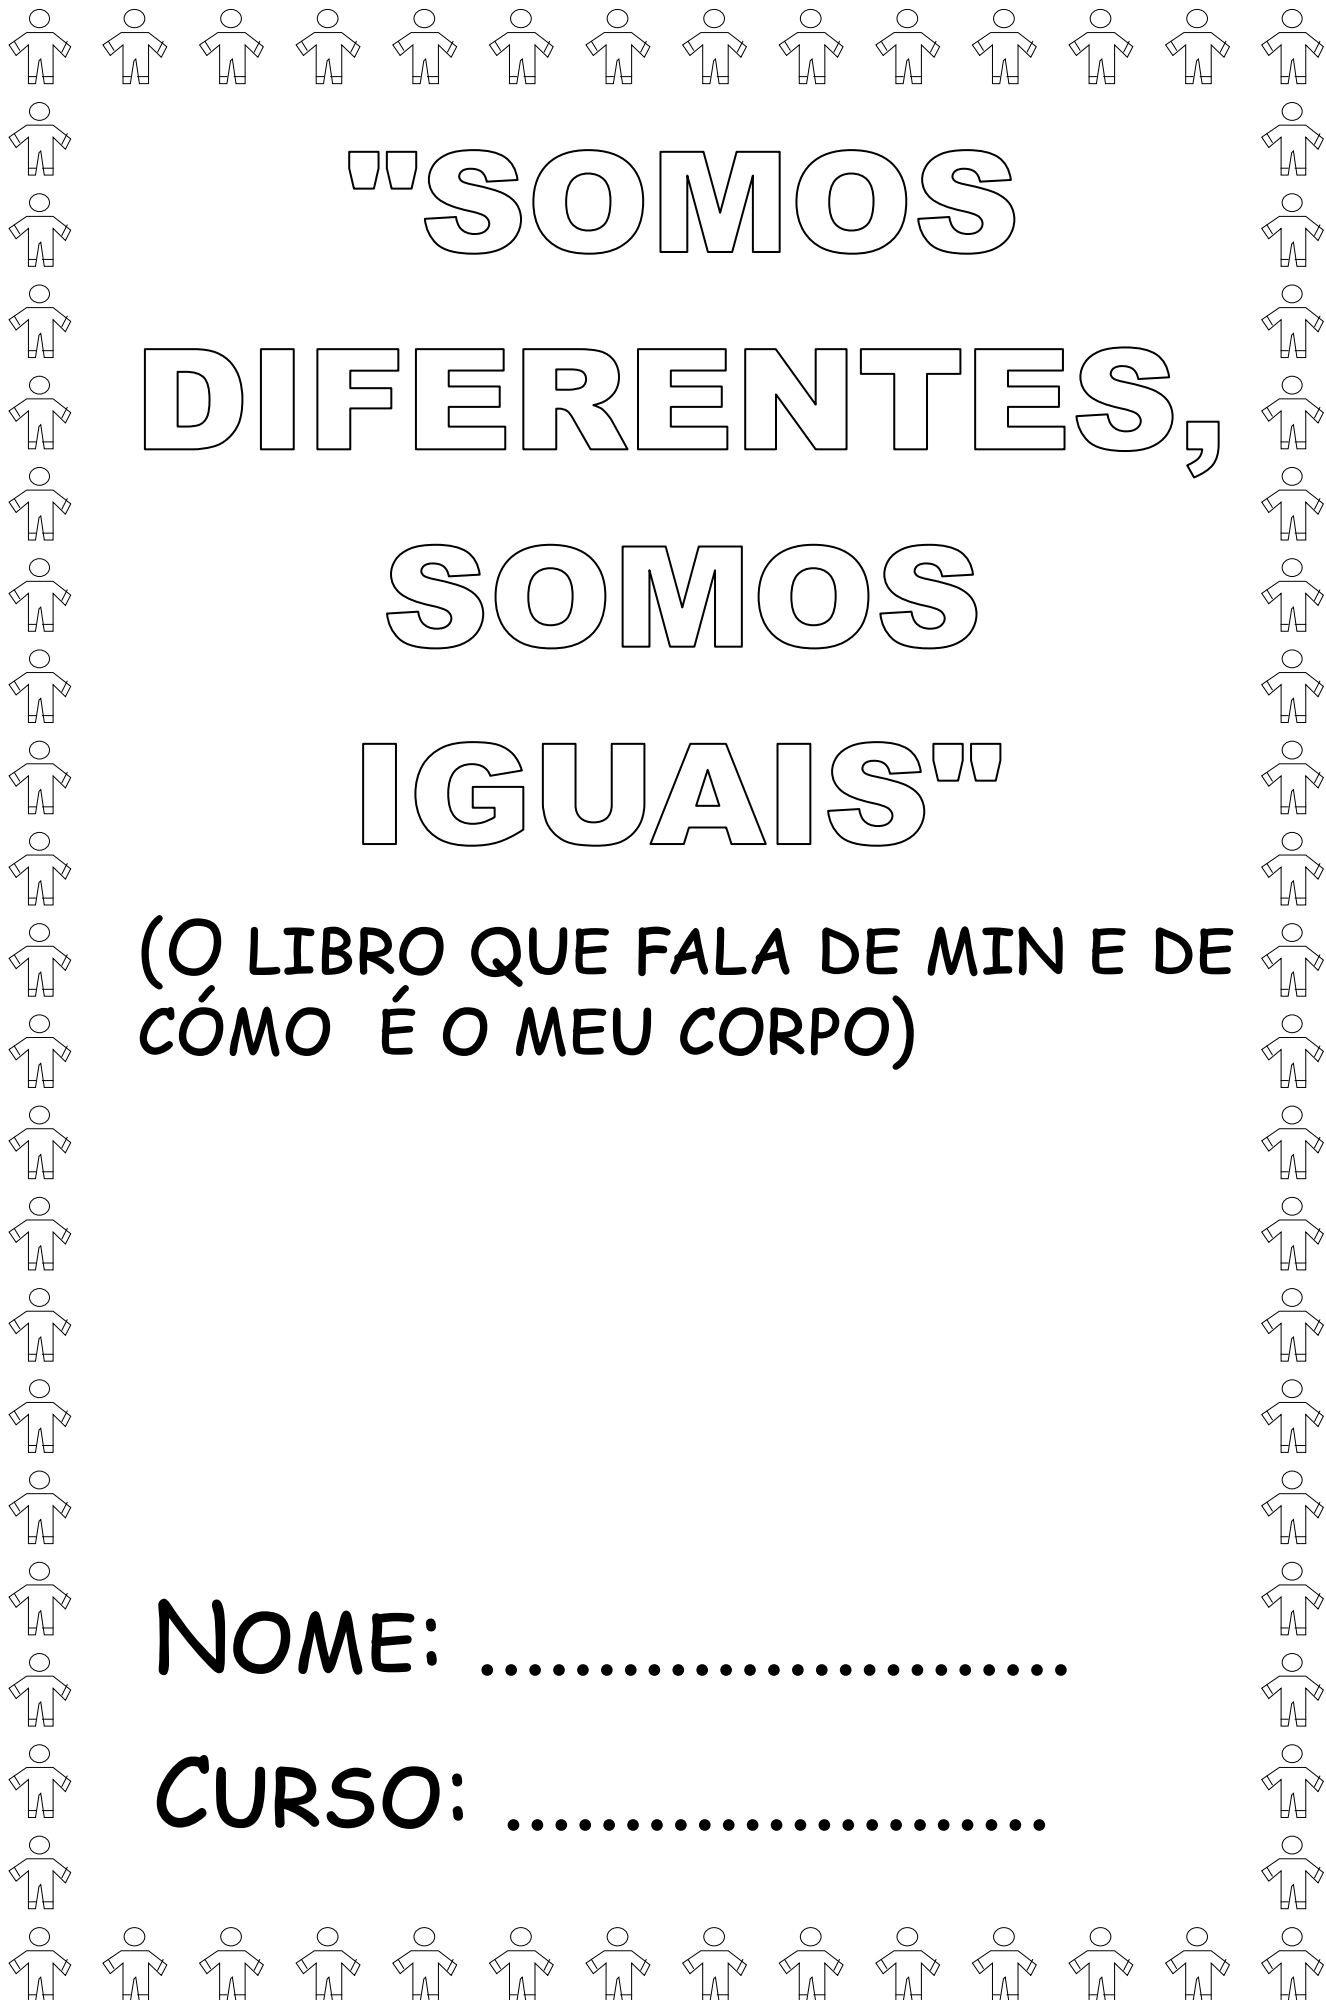 "SOMOS
DIFERENTES,
SOMOS
IGUAIS"
(O LIBRO QUE FALA DE MIN E DE
CÓMO É O MEU CORPO)
NOME: .........................
CURSO: .......................